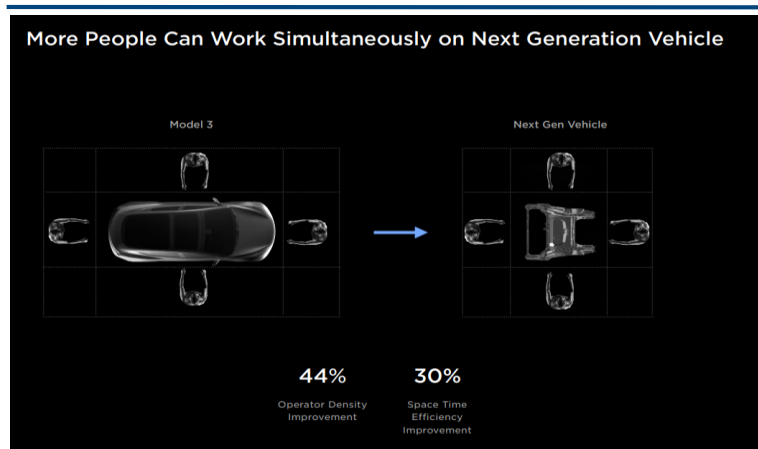 More People Can Work Simultaneously on Next Generation Vehicle
Model 3
Next Gen Vehicle
44%
Operator Density
Improvement
30%
Space Time
Efficiency
Improvement